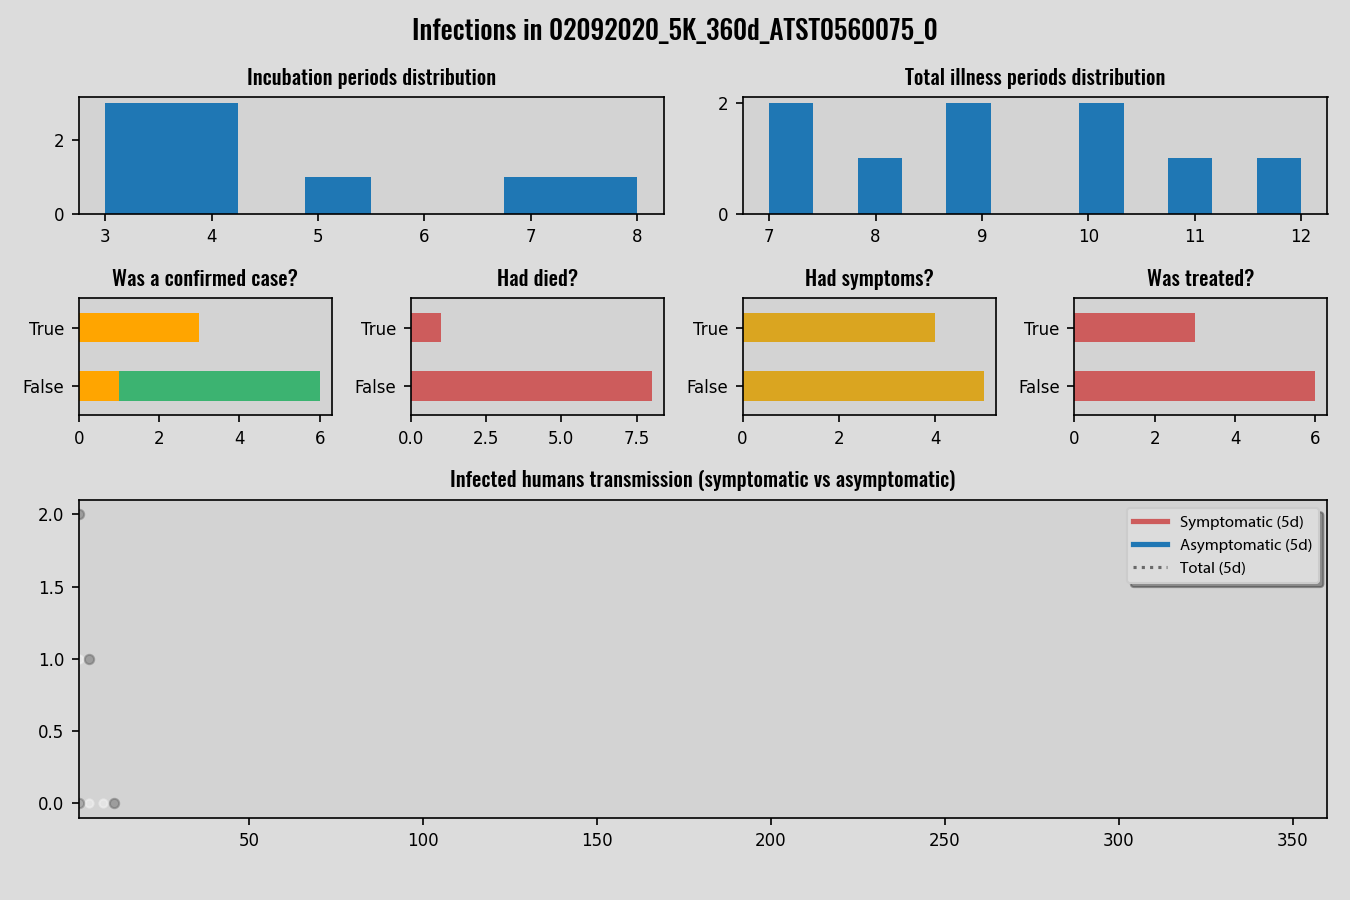 Infections in 02092020_5K_360d_ATST0560075_0
Incubation periods distribution
Total illness periods distribution
2
0
3 4 5 6 7 8
2
0
7 8 9 10 11 12
Was a confirmed case?
Had died?
Had symptoms?
Was treated?
True
False
0 2 4 6
True
False
0.0 2.5 5.0 7.5
True
False
0 2 4
True
False
0 2 4 6
Infected humans transmission (symptomatic vs asymptomatic)
2.0
1.5
1.0
0.5
0.0
50 100 150 200 250 300 350
Symptomatic (5d)
Asymptomatic (5d)
Total (5d)